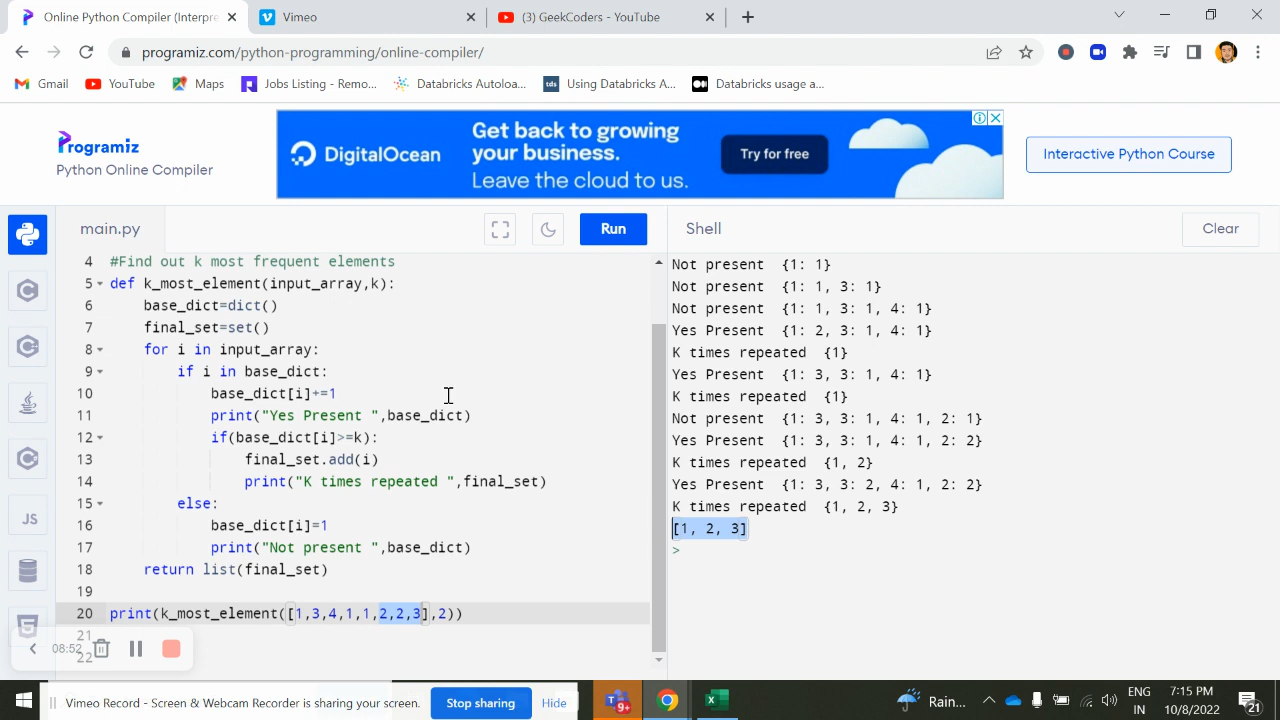 Online Python Compiler (Interpre
Vimeo
GeekCoders - YouTube
programiz.com/python-programming/online-compiler/
Gmail
YouTube
Maps
Jobs Listing - Remo...
Databricks Autoloa...
tds
Using Databricks A...
Databricks usage a...
Programiz
Python Online Compiler
DigitalOcean
Get back to growing
your business.
Leave the cloud to us.
Try for free
Interactive Python Course
main.py
Run
Shell
Clear
JS
4 #Find out k most frequent elements
5 def k_most_element(input_array,k):
6 base_dict=dict()
7 final_set=set()
8 for i in input_array:
9 if i in base_dict:
10 base_dict[i]+=1
11 print("Yes Present ",base_dict)
12 if(base_dict[i]>=k):
13 final_set.add(i)
14 print("K times repeated ",final_set)
15 else:
16 base_dict[i]=1
17 print("Not present ",base_dict)
18 return list(final_set)
19
20 print(k_most_element([1,3,4,1,1,2,2,3],2))
21
22
Not present  {1: 1}
Not present  {1: 1, 3: 1}
Not present  {1: 1, 3: 1, 4: 1}
Yes Present  {1: 2, 3: 1, 4: 1}
K times repeated  {1}
Yes Present  {1: 3, 3: 1, 4: 1}
K times repeated  {1}
Not present  {1: 3, 3: 1, 4: 1, 2: 1}
Yes Present  {1: 3, 3: 1, 4: 1, 2: 2}
K times repeated  {1, 2}
Yes Present  {1: 3, 3: 2, 4: 1, 2: 2}
K times repeated  {1, 2, 3}
[1, 2, 3]
>
08:52
Vimeo Record - Screen & Webcam Recorder is sharing your screen.
Stop sharing
Hide
9+
Rain...
ENG
IN
7:15 PM
10/8/2022
21